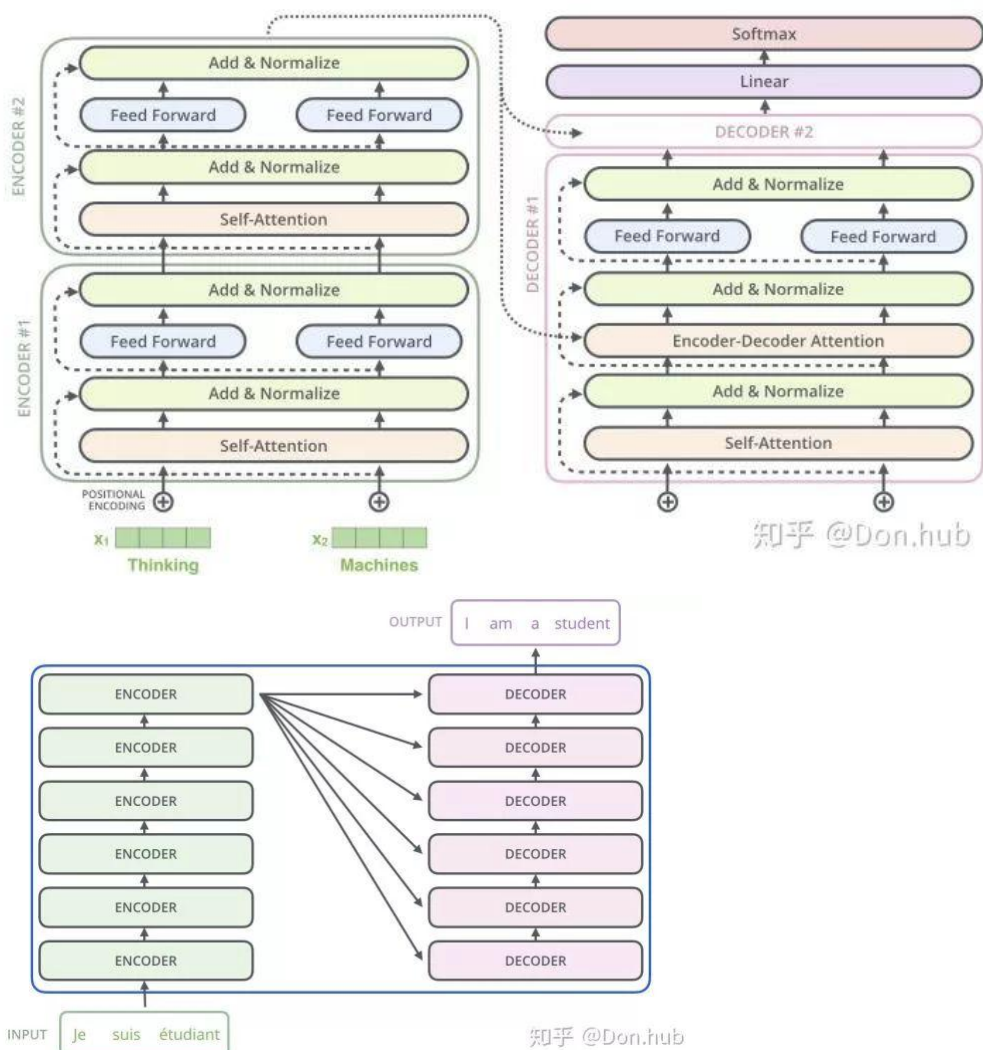 Add & Normalize
Feed Forward Feed Forward
Add & Normalize
Self-Attention
ENCODER #2
Add & Normalize
Feed Forward Feed Forward
Add & Normalize
Self-Attention
ENCODER #1
POSITIONAL
ENCODING
x₁ x₂
Thinking Machines
Softmax
Linear
DECODER #2
Add & Normalize
Feed Forward Feed Forward
Add & Normalize
Encoder-Decoder Attention
Add & Normalize
Self-Attention
DECODER #1
知乎 @Don.hub
OUTPUT I am a student
ENCODER DECODER
ENCODER DECODER
ENCODER DECODER
ENCODER DECODER
ENCODER DECODER
ENCODER DECODER
INPUT Je suis étudiant
知乎 @Don.hub